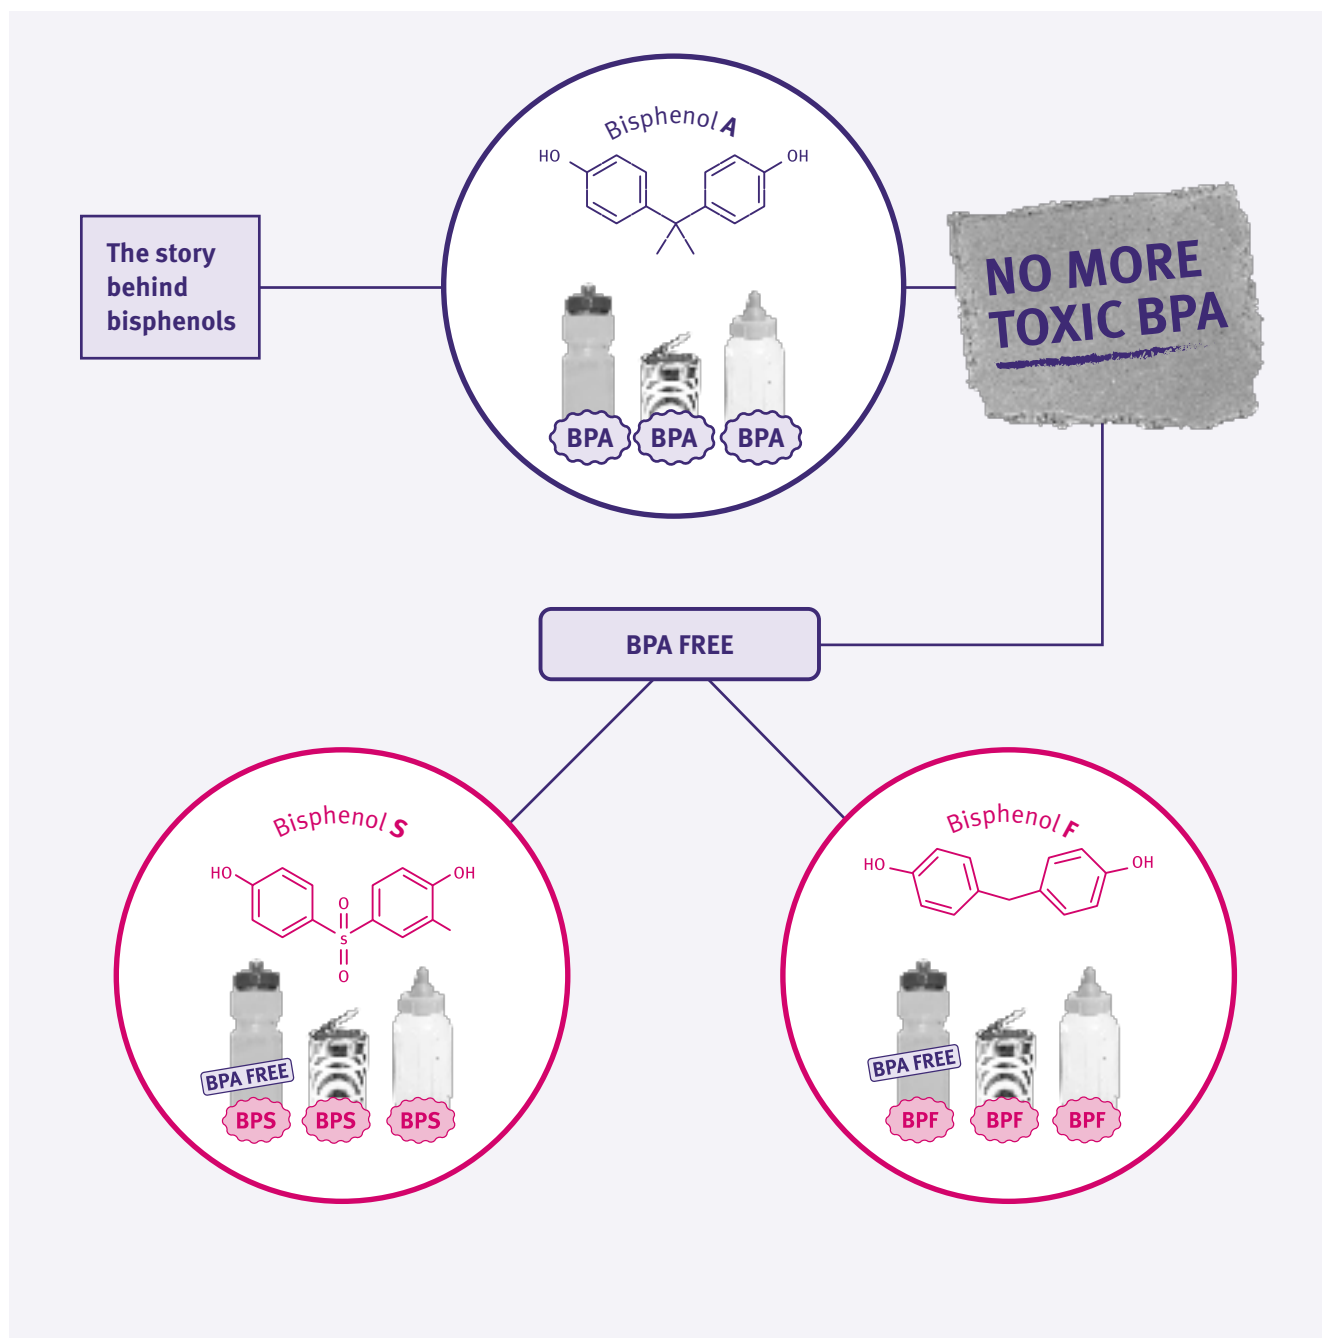 The story
behind
bisphenols
Bisphenol A
HO
OH
BPA
BPA
BPA
NO MORE
TOXIC BPA
BPA FREE
Bisphenol S
HO
OH
O
S
O
BPA FREE
BPS
BPS
BPS
Bisphenol F
HO
OH
BPA FREE
BPF
BPF
BPF